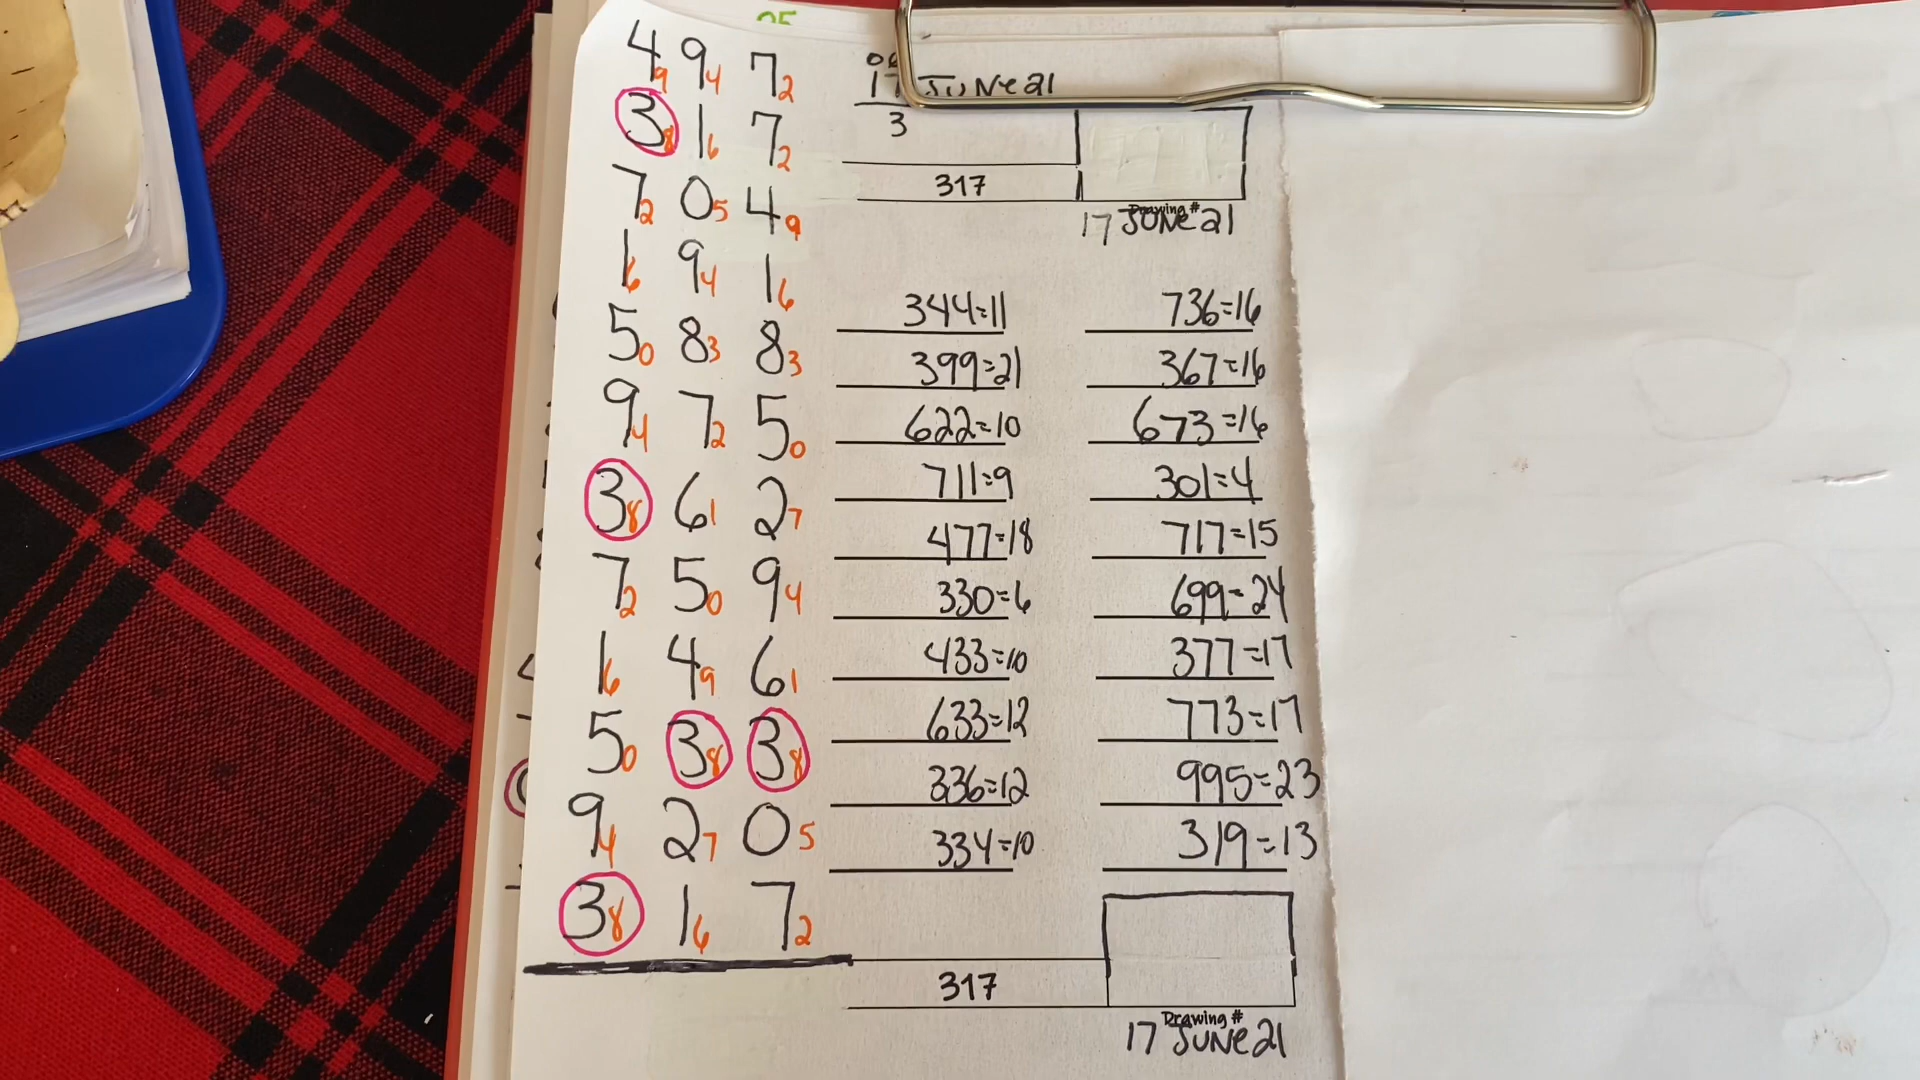 4 9 9 4 7 2
3 8 1 6 7 2
7 2 0 5 4 9
1 6 9 4 1 6
5 0 8 3 8 3
9 4 7 2 5 0
3 8 6 1 2 7
7 2 5 0 9 4
1 6 4 9 6 1
5 0 3 8 3 8
9 4 2 7 0 5
3 8 1 6 7 2
JUNE 21
3
317
Drawing #
17 JUNE 21
344=11
399=21
622=10
711=9
477=18
330=6
433=10
633=12
336=12
334=10
736=16
367=16
673=16
301=4
717=15
699=24
377=17
773=17
995=23
319=13
317
Drawing #
17 JUNE 21